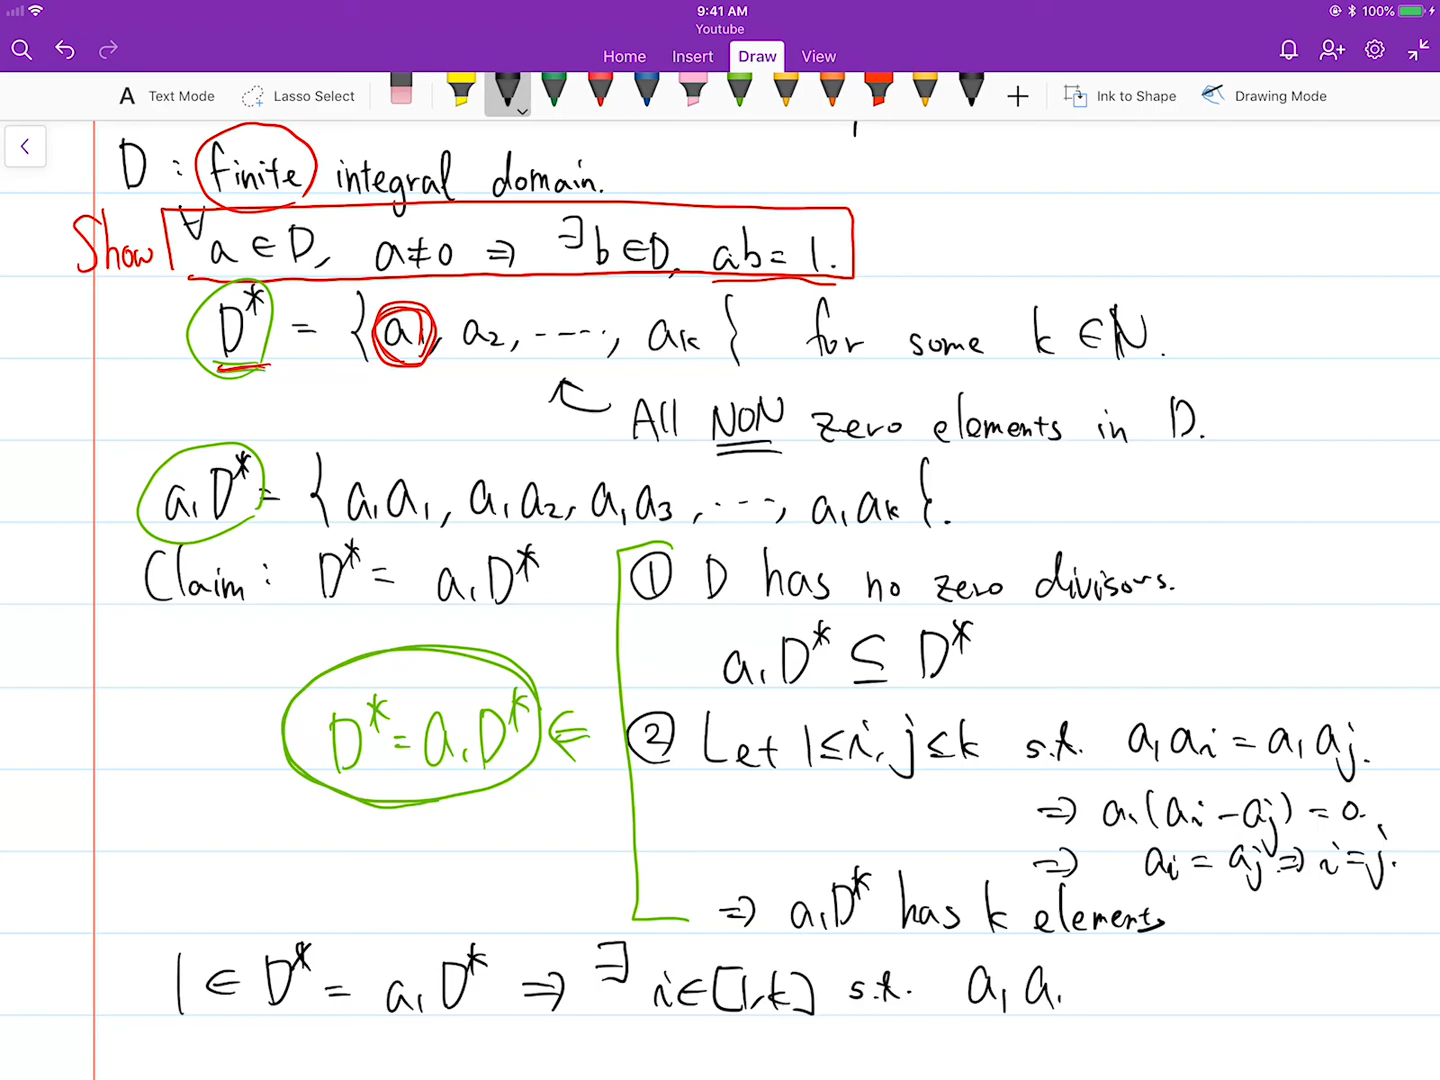 9:41 AM
100%
Youtube
Home Insert Draw View
Text Mode Lasso Select Ink to Shape Drawing Mode
D : finite integral domain.
Show ∀a ∈ D, a ≠ 0 ⇒ ∃b ∈ D, ab = 1.
D* = { a1, a2, ----, ak } for some k ∈ ℕ.
All NON zero elements in D.
a1D* = { a1a1, a1a2, a1a3, ..., a1ak }.
Claim: D* = a1D*
① D has no zero divisors.
a1D* ⊆ D*
D* = a1D* ⇐
② Let 1≤i, j≤k s.t. a1ai = a1aj.
⇒ a1(ai - aj) = 0.
⇒ ai = aj ⇒ i=j.
⇒ a1D* has k elements
1 ∈ D* = a1D* ⇒ ∃ i∈[1,k] s.t. a1 a